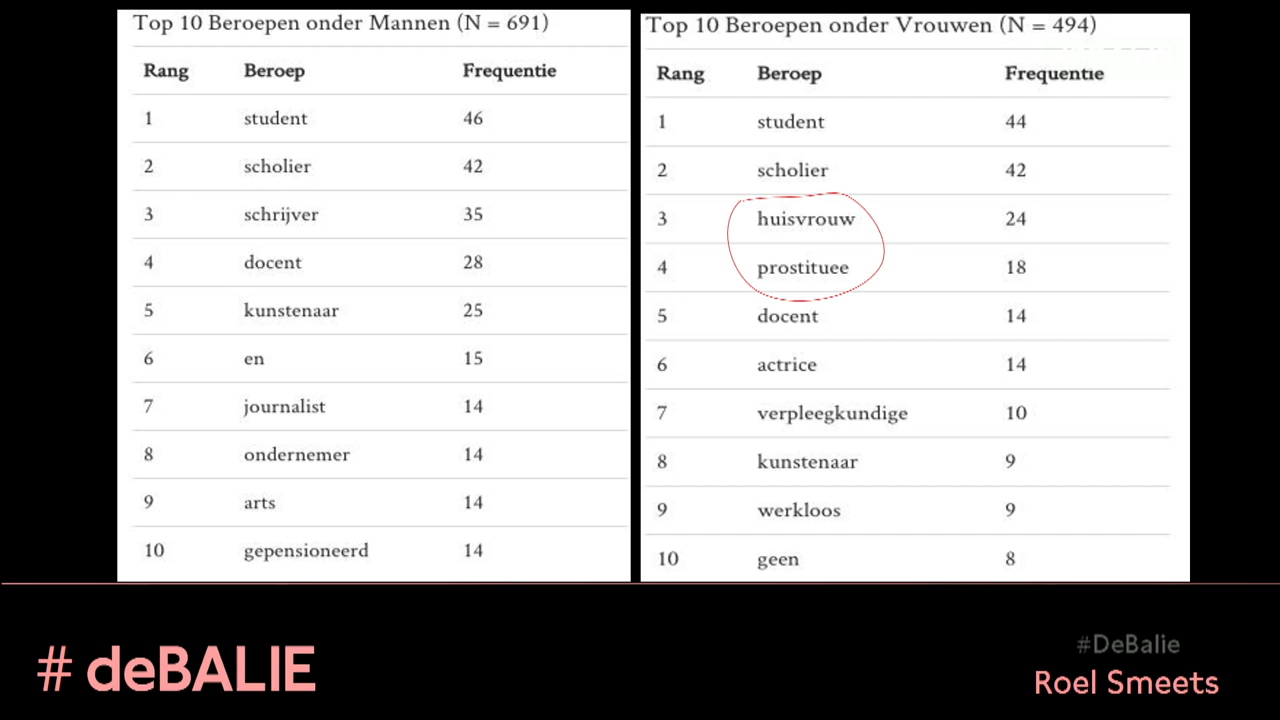 Top 10 Beroepen onder Mannen (N = 691)
Rang Beroep Frequentie
1 student 46
2 scholier 42
3 schrijver 35
4 docent 28
5 kunstenaar 25
6 en 15
7 journalist 14
8 ondernemer 14
9 arts 14
10 gepensioneerd 14
Top 10 Beroepen onder Vrouwen (N = 494)
Rang Beroep Frequentie
1 student 44
2 scholier 42
3 huisvrouw 24
4 prostituee 18
5 docent 14
6 actrice 14
7 verpleegkundige 10
8 kunstenaar 9
9 werkloos 9
10 geen 8
# deBALIE
#DeBalie
Roel Smeets